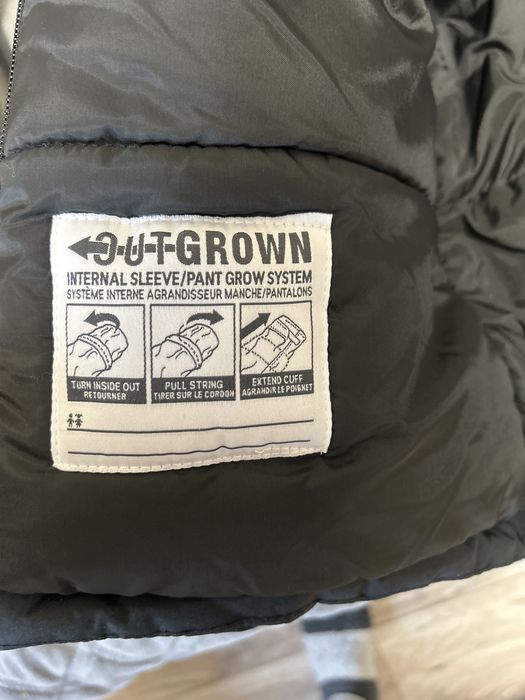 OUTGROWN
INTERNAL SLEEVE/PANT GROW SYSTEM
SYSTÈME INTERNE AGRANDISSEUR MANCHE/PANTALONS
TURN INSIDE OUT
RETOURNER
PULL STRING
TIRER SUR LE CORDON
EXTEND CUFF
AGRANDIR LE POIGNET